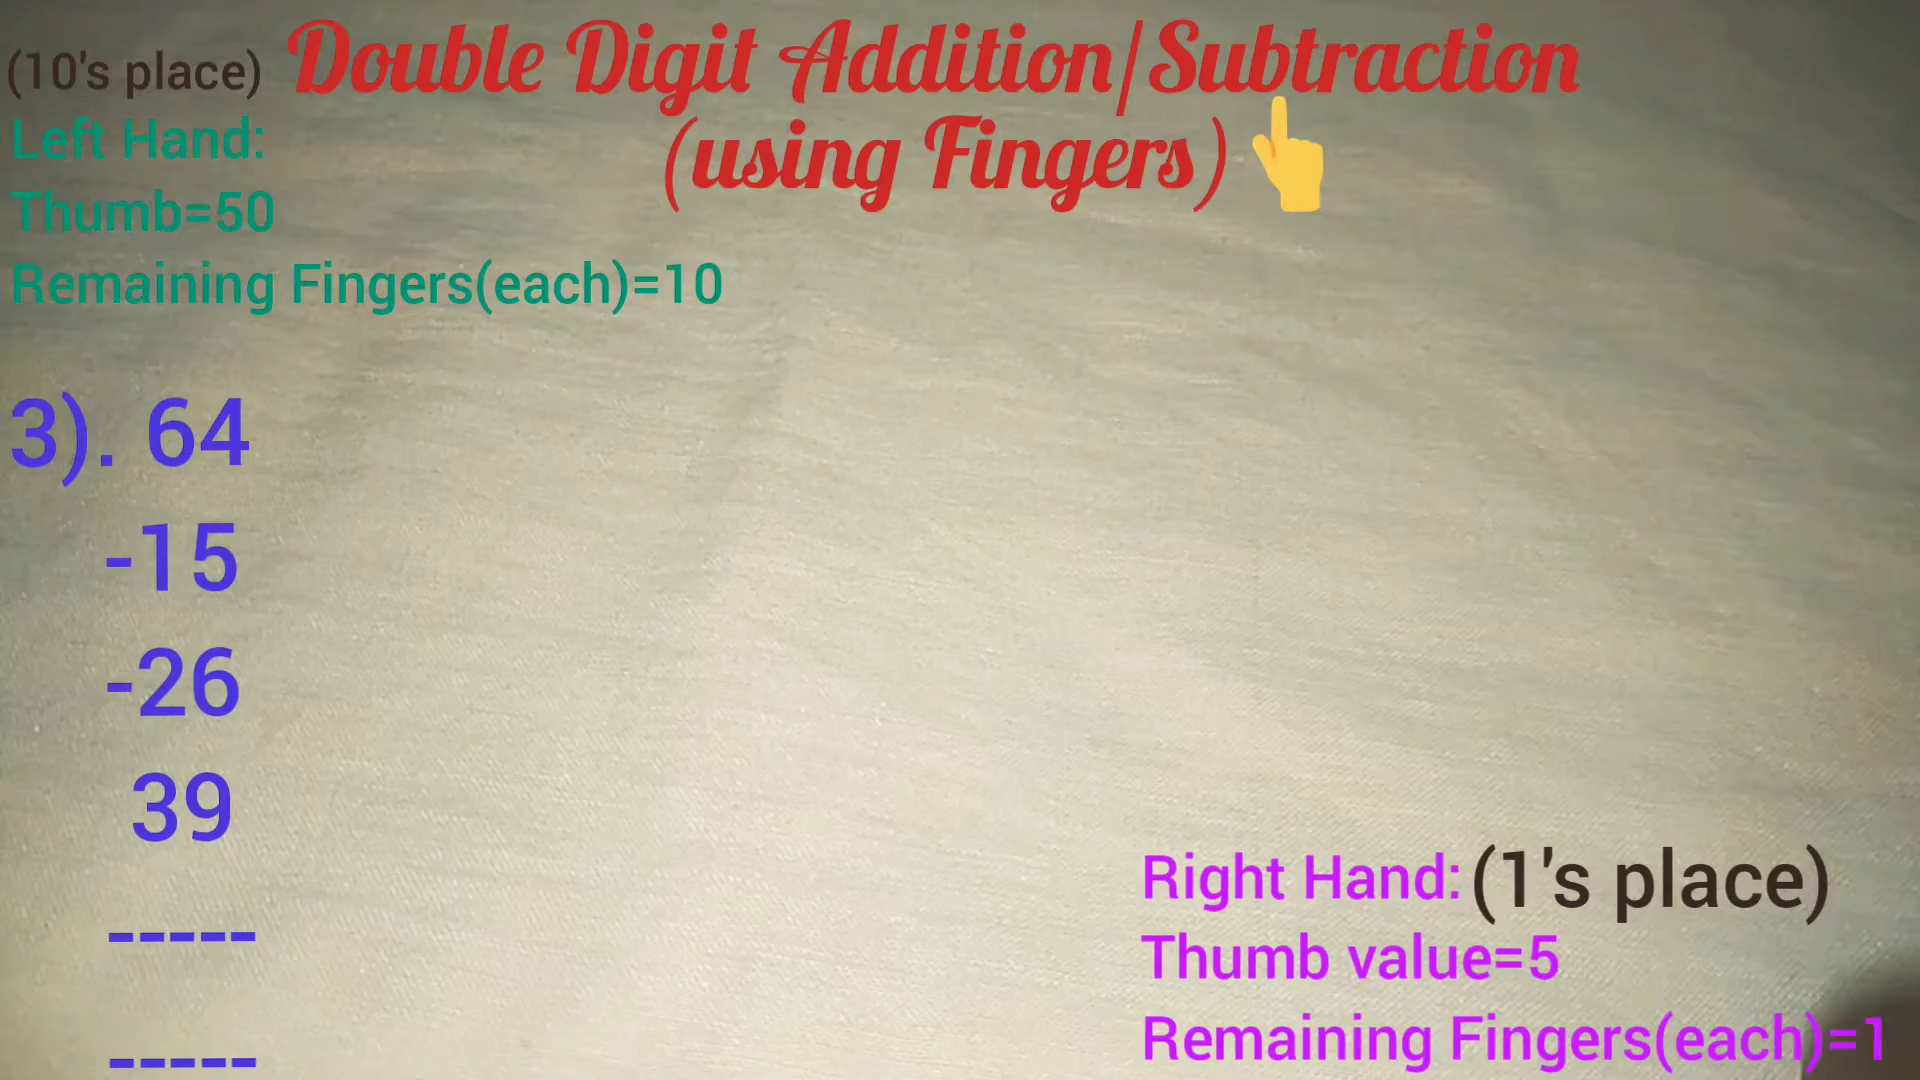 Double Digit Addition/Subtraction
(using Fingers)👆
(10's place)
Left Hand:
Thumb=50
Remaining Fingers(each)=10
3). 64
-15
-26
39
-----
-----
Right Hand: (1's place)
Thumb value=5
Remaining Fingers(each)=1